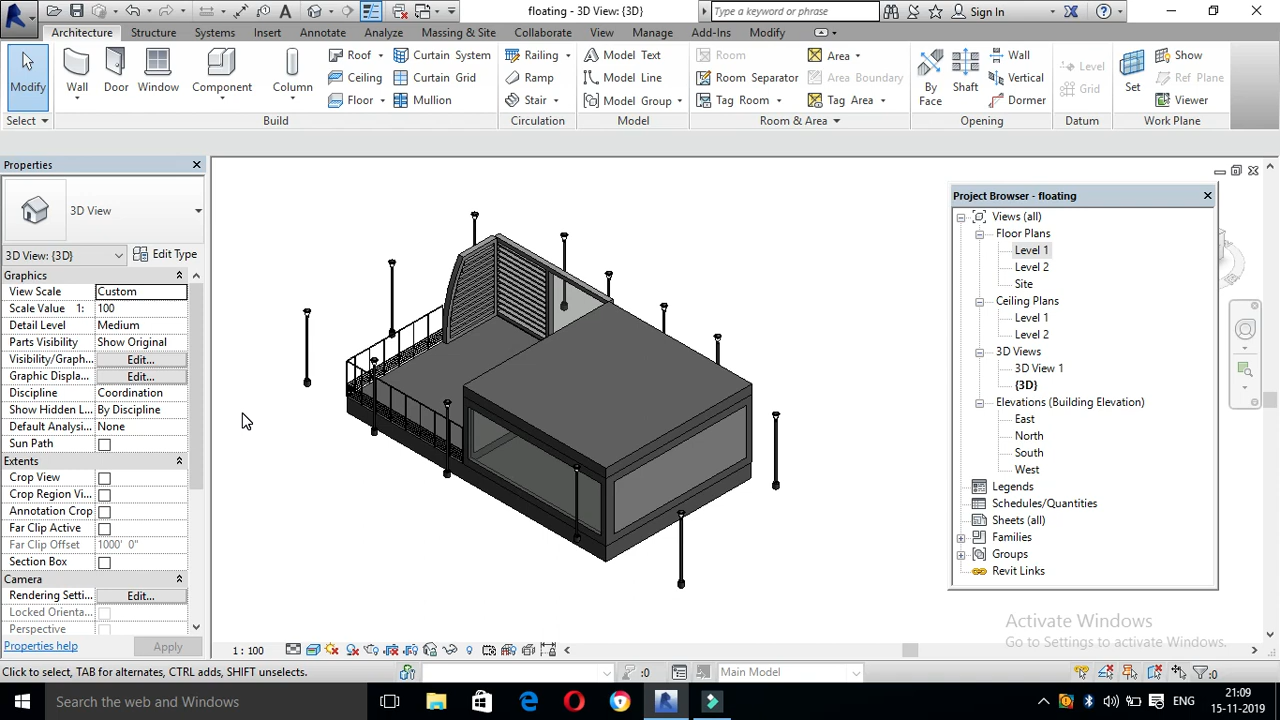 floating - 3D View: {3D}
Type a keyword or phrase
Sign In
Architecture Structure Systems Insert Annotate Analyze Massing & Site Collaborate View Manage Add-Ins Modify
Modify
Wall
Door
Window
Component
Column
Roof
Ceiling
Floor
Curtain System
Curtain Grid
Mullion
Railing
Ramp
Stair
Model Text
Model Line
Model Group
Room
Room Separator
Tag Room
Area
Area Boundary
Tag Area
By
Face
Shaft
Wall
Vertical
Dormer
Level
Grid
Set
Show
Ref Plane
Viewer
Select Build Circulation Model Room & Area Opening Datum Work Plane
Properties
3D View
3D View: {3D} Edit Type
Graphics
View Scale Custom
Scale Value 1: 100
Detail Level Medium
Parts Visibility Show Original
Visibility/Graph... Edit...
Graphic Displa... Edit...
Discipline Coordination
Show Hidden L... By Discipline
Default Analysi... None
Sun Path
Extents
Crop View
Crop Region Vi...
Annotation Crop
Far Clip Active
Far Clip Offset 1000' 0"
Section Box
Camera
Rendering Setti... Edit...
Locked Orienta...
Perspective
Properties help Apply
Project Browser - floating
Views (all)
Floor Plans
Level 1
Level 2
Site
Ceiling Plans
Level 1
Level 2
3D Views
3D View 1
{3D}
Elevations (Building Elevation)
East
North
South
West
Legends
Schedules/Quantities
Sheets (all)
Families
Groups
Revit Links
Activate Windows
Go to Settings to activate Windows.
1 : 100
Click to select, TAB for alternates, CTRL adds, SHIFT unselects.
:0
Main Model
:0
Search the web and Windows
ENG
21:09
15-11-2019